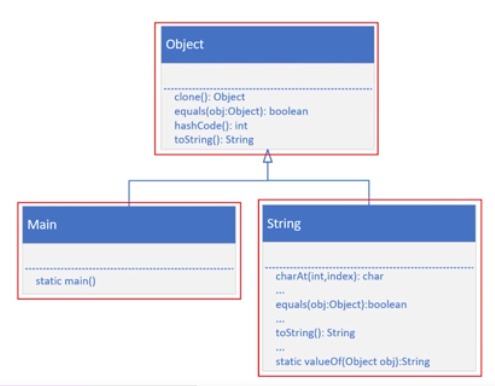 Object
clone(): Object
equals(obj:Object): boolean
hashCode(): int
toString(): String
Main
static main()
String
charAt(int,index): char
...
equals(obj:Object):boolean
...
toString(): String
...
static valueOf(Object obj):String